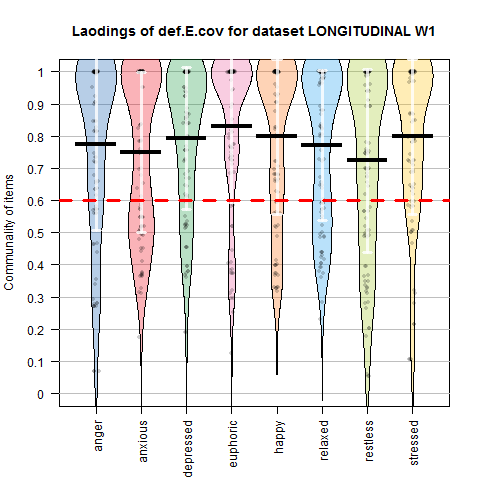 Laodings of def.E.cov for dataset LONGITUDINAL W1
Communality of items
1
0.9
0.8
0.7
0.6
0.5
0.4
0.3
0.2
0.1
0
anger
anxious
depressed
euphoric
happy
relaxed
restless
stressed